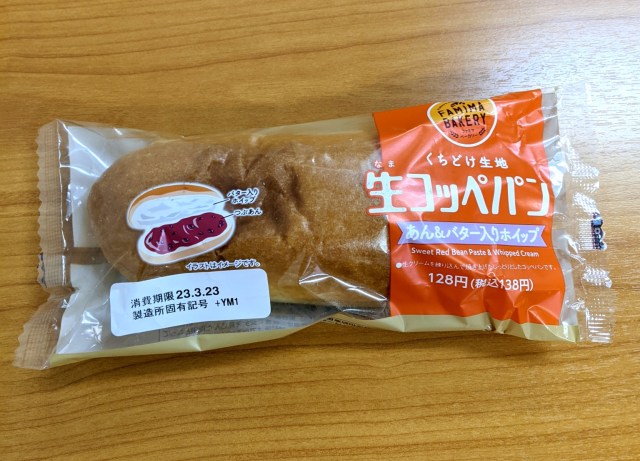 FAMIMA
BAKERY
くちどけ生地
なま
生コッペパン
あん&バター入りホイップ
Sweet Red Bean Paste & Whipped Cream
128円(税込138円)
バター入り
ホイップ
つぶあん
イラストはイメージです。
消費期限 23.3.23
製造所固有記号 +YM1